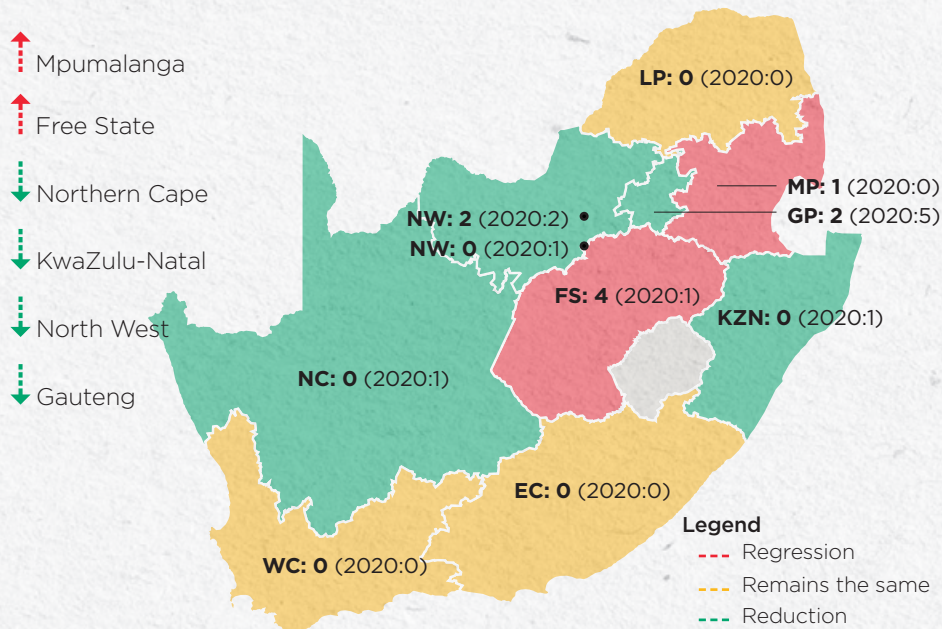 Mpumalanga
Free State
Northern Cape
KwaZulu-Natal
North West
Gauteng
LP: 0 (2020:0)
MP: 1 (2020:0)
GP: 2 (2020:5)
NW: 2 (2020:2)
NW: 0 (2020:1)
FS: 4 (2020:1)
KZN: 0 (2020:1)
NC: 0 (2020:1)
EC: 0 (2020:0)
WC: 0 (2020:0)
Legend
Regression
Remains the same
Reduction